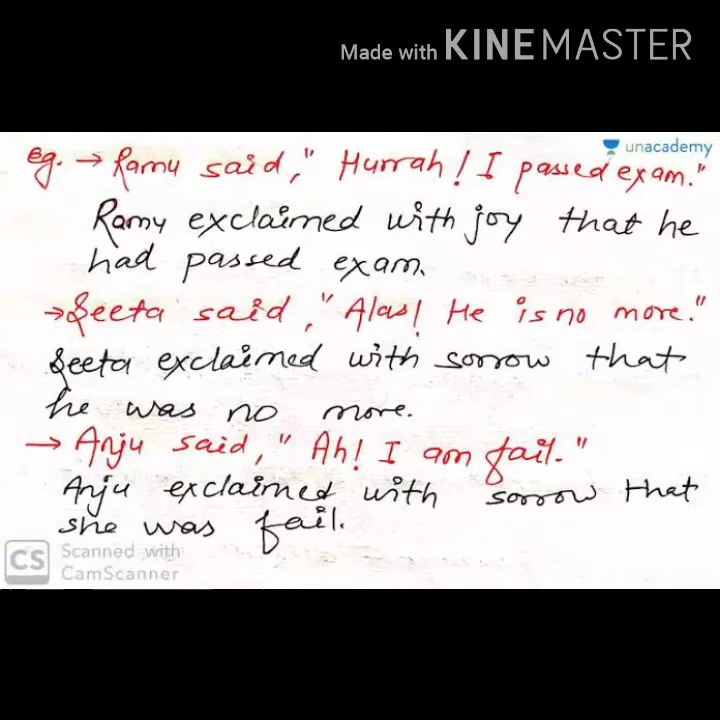 Made with KINEMASTER
unacademy
eg. → Ramu said, " Hurrah! I passed exam."
Ramu exclaimed with joy that he
had passed exam.
→ Seeta said, " Alas! He is no more."
Seeta exclaimed with sorrow that
he was no more.
→ Anju said, " Ah! I am fail. "
Anju exclaimed with sorrow that
she was fail.
CS Scanned with
CamScanner